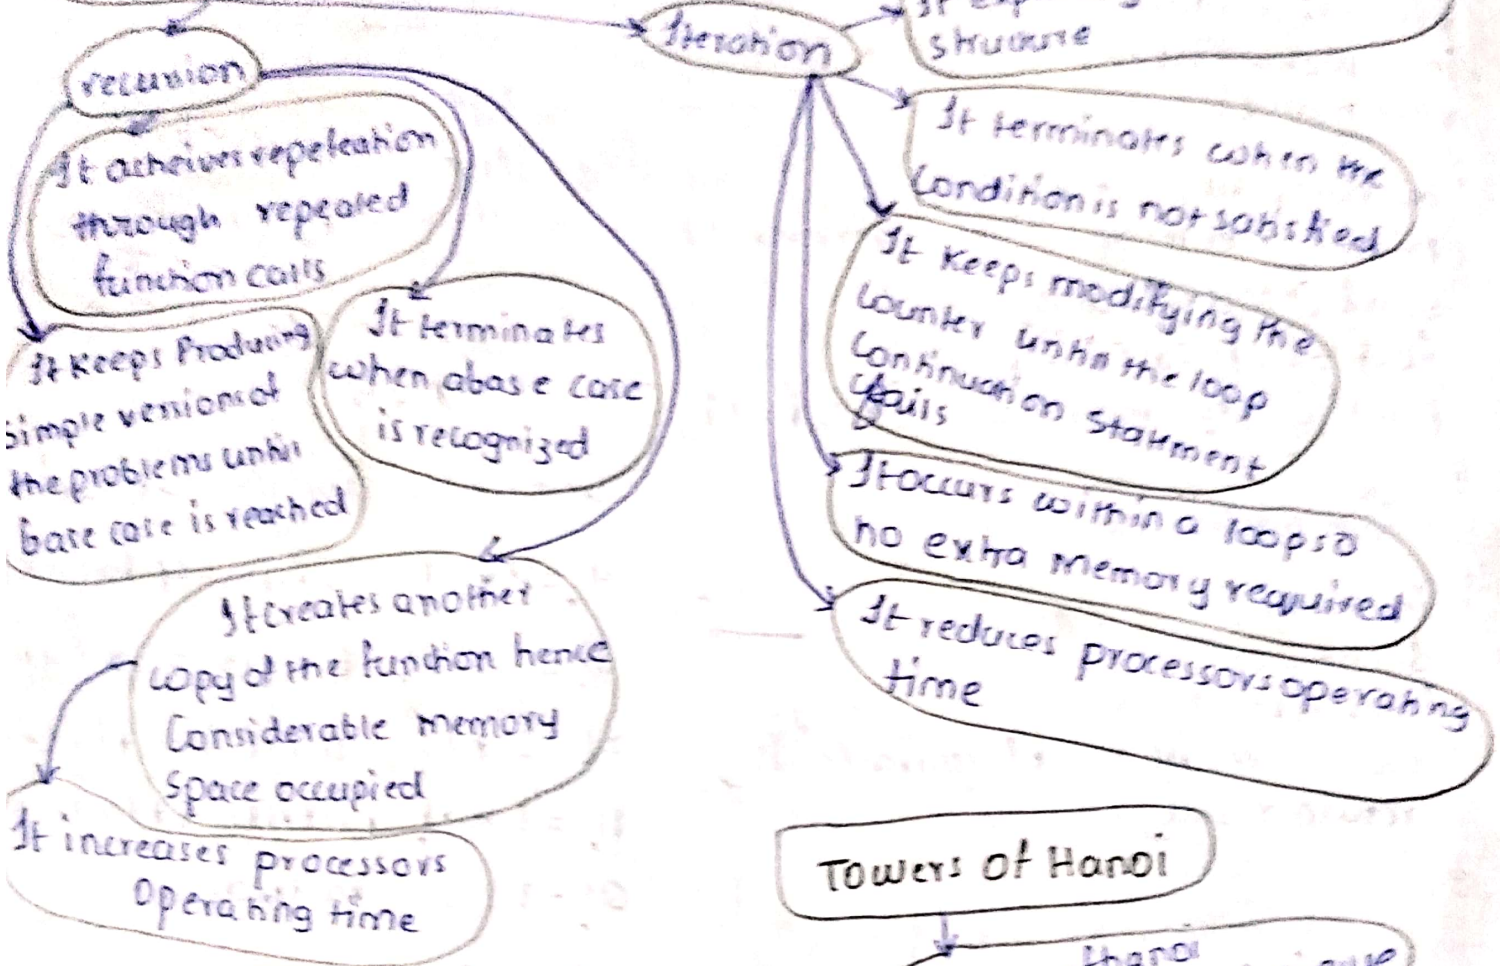 recursion
It acheives repeteation
through repeated
function calls
It Keeps Producing
simple versions of
the problems until
base case is reached
It terminates
when a base case
is recognized
It creates another
copy of the function hence
Considerable memory
space occupied
It increases processors
Operating time
Iteration
It
structure
It terminates when the
Condition is not satisfied
It Keeps modifying the
counter until the loop
Continuation Statement
fails
It occurs within a loop so
no extra memory required
It reduces processors operating
time
Towers of Hanoi
Hanoi